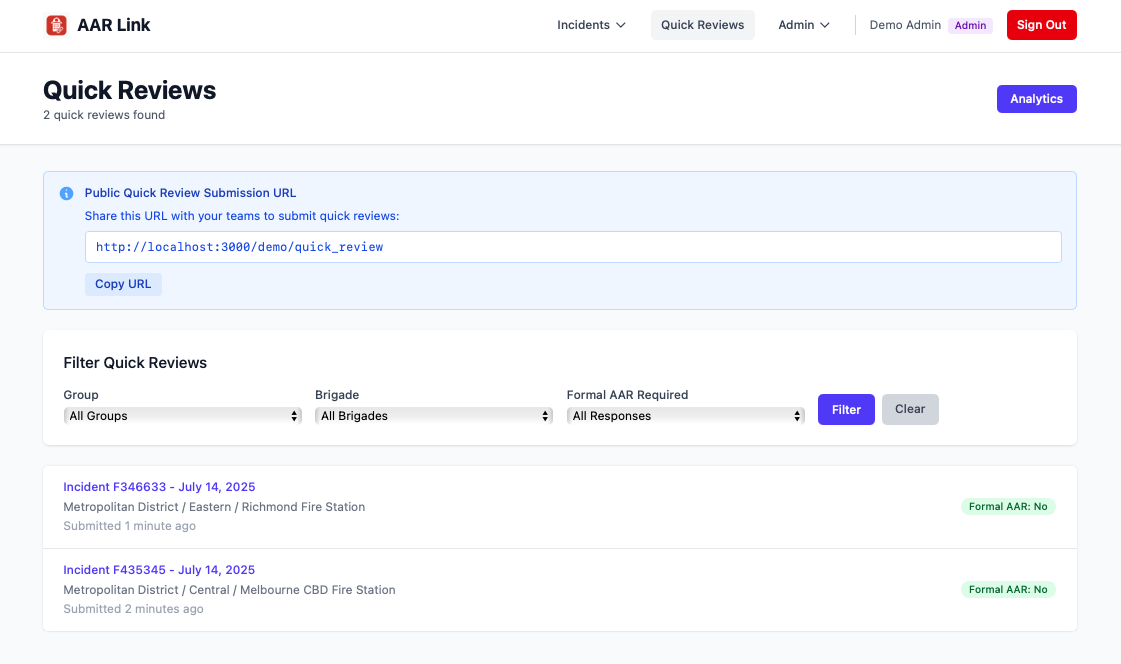 AAR Link
Incidents
Quick Reviews
Admin
Demo Admin
Admin
Sign Out
Quick Reviews
2 quick reviews found
Analytics
Public Quick Review Submission URL
Share this URL with your teams to submit quick reviews:
http://localhost:3000/demo/quick_review
Copy URL
Filter Quick Reviews
Group
Brigade
Formal AAR Required
All Groups
All Brigades
All Responses
Filter
Clear
Incident F346633 - July 14, 2025
Metropolitan District / Eastern / Richmond Fire Station
Submitted 1 minute ago
Formal AAR: No
Incident F435345 - July 14, 2025
Metropolitan District / Central / Melbourne CBD Fire Station
Submitted 2 minutes ago
Formal AAR: No